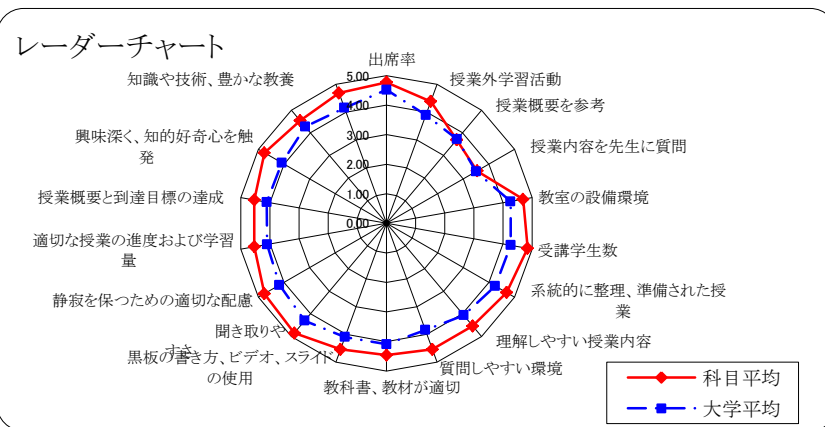 レーダーチャート
出席率
授業外学習活動
授業概要を参考
授業内容を先生に質問
教室の設備環境
受講学生数
系統的に整理、準備された授
業
理解しやすい授業内容
質問しやすい環境
教科書、教材が適切
黒板の書き方、ビデオ、スライド
の使用
聞き取りや
すさ
静寂を保つための適切な配慮
適切な授業の進度および学習
量
授業概要と到達目標の達成
興味深く、知的好奇心を触
発
知識や技術、豊かな教養
5.00
4.00
3.00
2.00
1.00
0.00
科目平均
大学平均